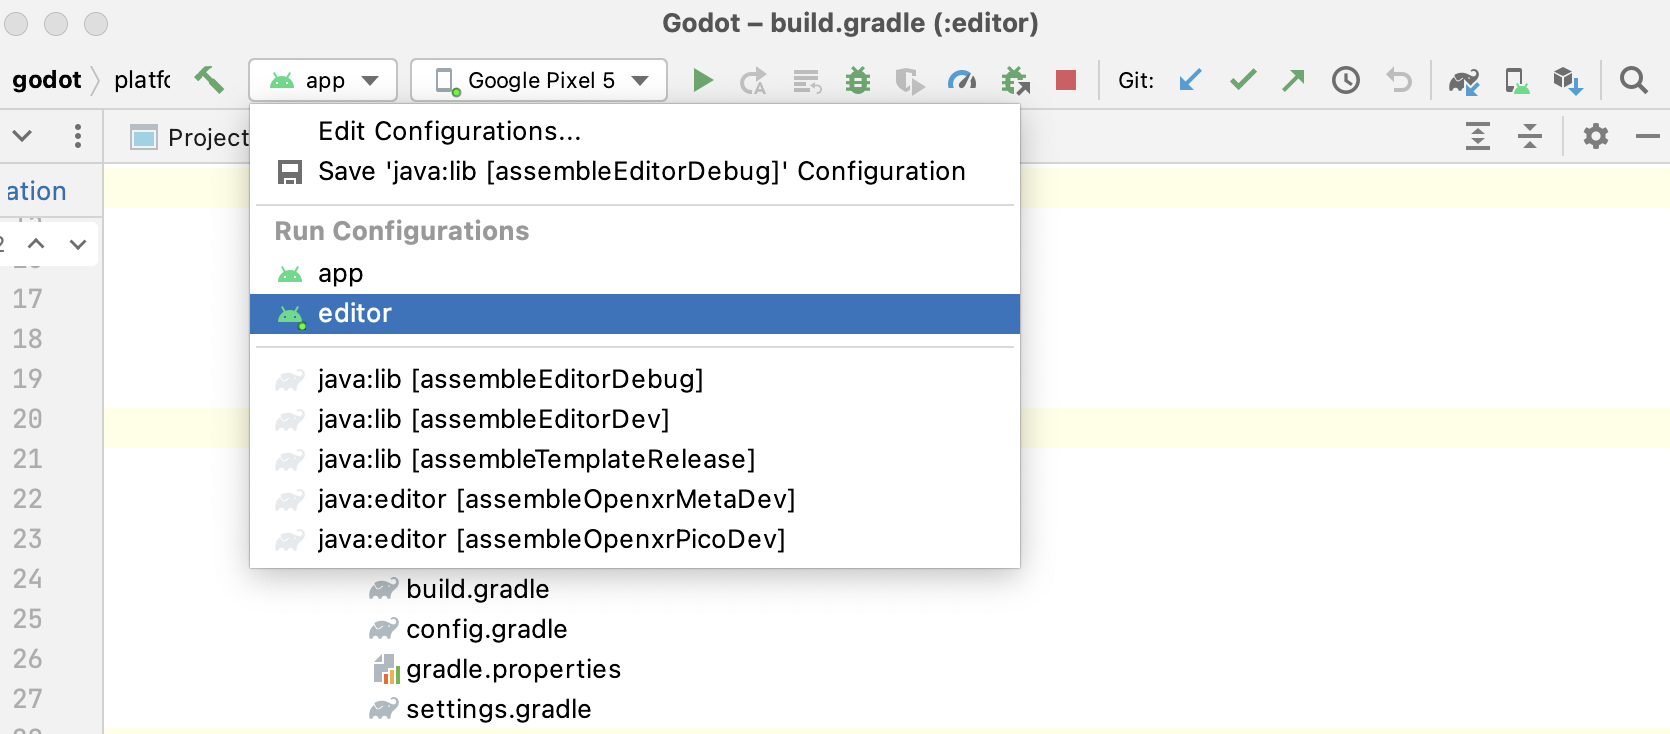 Godot – build.gradle (:editor)
godot platfo app Google Pixel 5 Git:
Project
Edit Configurations...
Save 'java:lib [assembleEditorDebug]' Configuration
ation
Run Configurations
2
app
editor
17
18
19
20
21
22
23
24
25
26
27
java:lib [assembleEditorDebug]
java:lib [assembleEditorDev]
java:lib [assembleTemplateRelease]
java:editor [assembleOpenxrMetaDev]
java:editor [assembleOpenxrPicoDev]
build.gradle
config.gradle
gradle.properties
settings.gradle